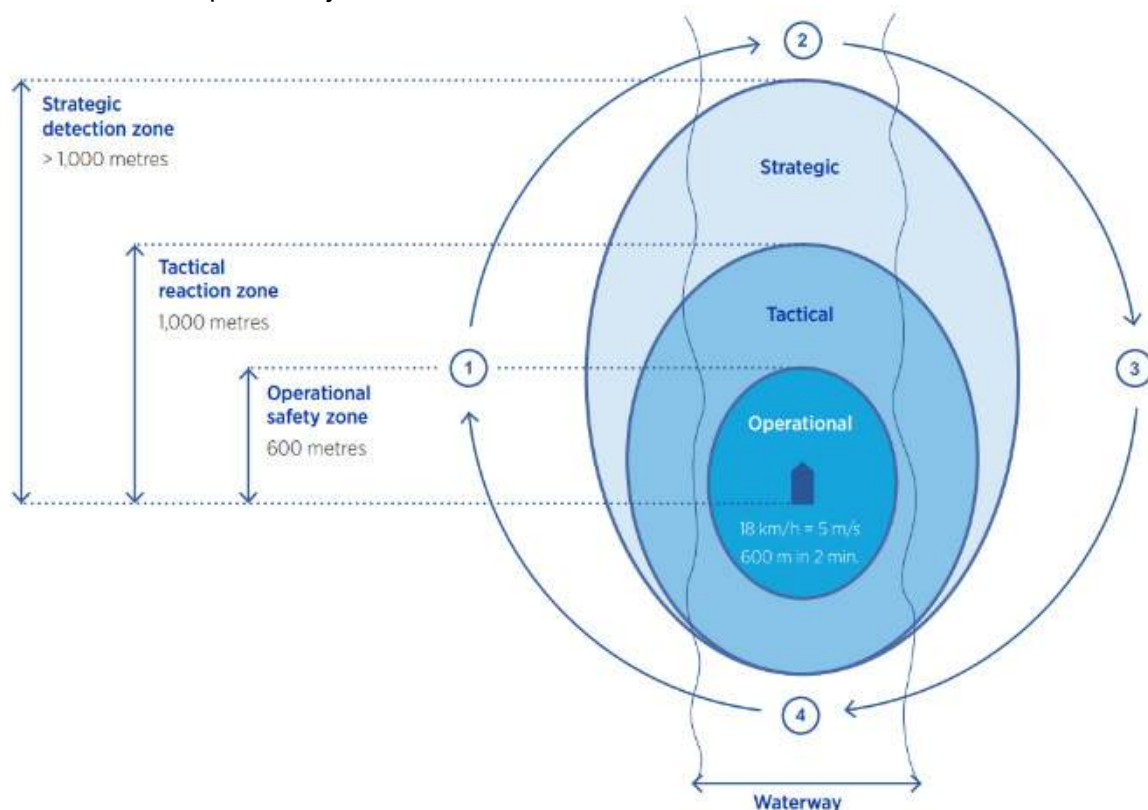 2
Strategic
detection zone
> 1,000 metres
Strategic
Tactical
reaction zone
1,000 metres
Tactical
1
3
Operational
safety zone
600 metres
Operational
18 km/h = 5 m/s
600 m in 2 min.
4
Waterway